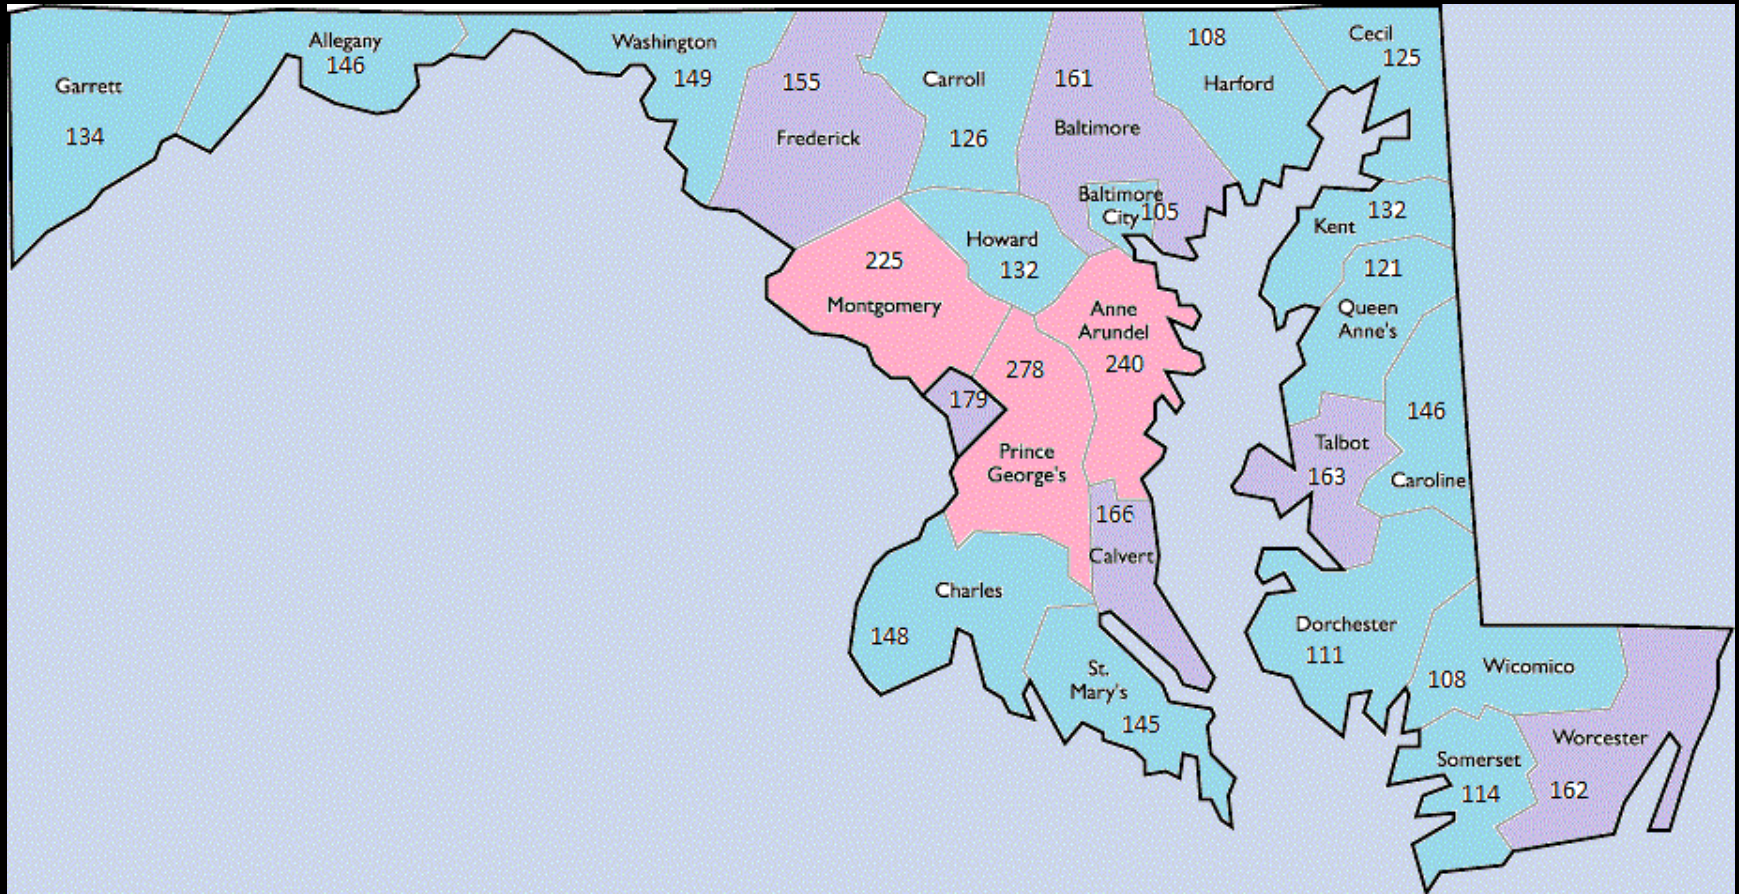 Garrett
134
Allegany
146
Washington
149
155
Frederick
Carroll
126
161
Baltimore
Baltimore
City
105
108
Harford
Cecil
125
Kent
132
121
Queen
Anne's
Howard
132
225
Montgomery
Anne
Arundel
240
278
Prince
George's
179
166
Calvert
Charles
148
St.
Mary's
145
Talbot
163
146
Caroline
Dorchester
111
108
Wicomico
Somerset
114
Worcester
162